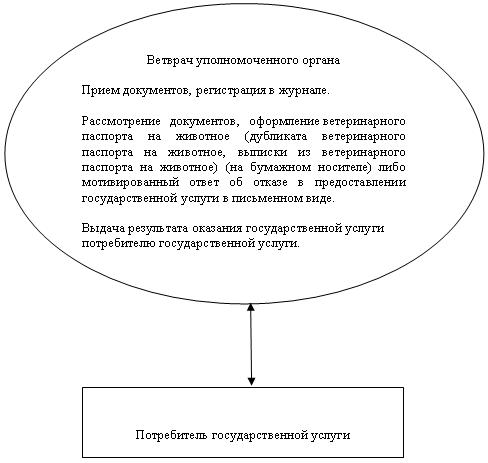 Ветврач уполномоченного органа
Прием документов, регистрация в журнале.
Рассмотрение документов, оформление ветеринарного
паспорта на животное (дубликата ветеринарного
паспорта на животное, выписки из ветеринарного
паспорта на животное) (на бумажном носителе) либо
мотивированный ответ об отказе в предоставлении
государственной услуги в письменном виде.
Выдача результата оказания государственной услуги
потребителю государственной услуги.
Потребитель государственной услуги